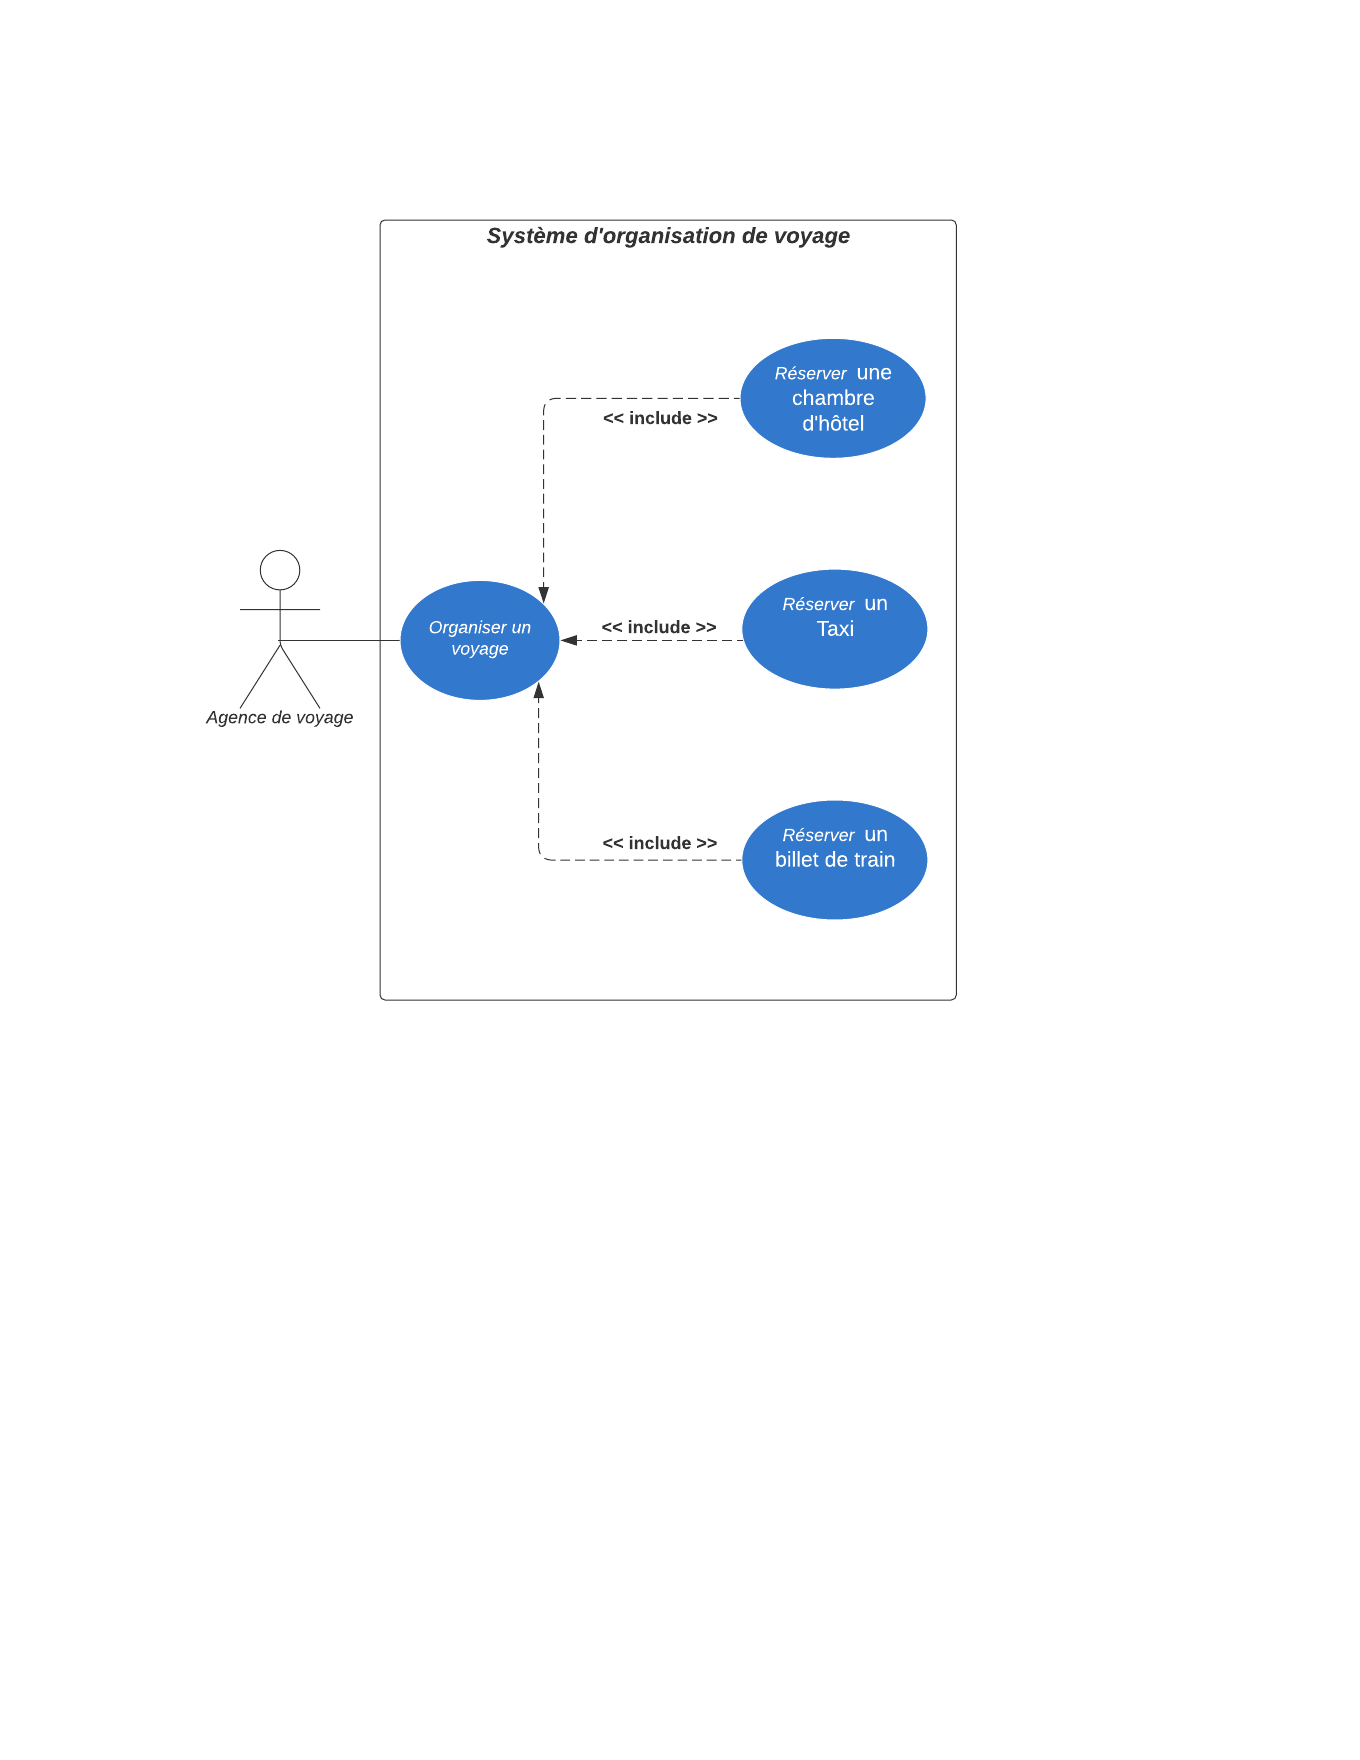 Système d'organisation de voyage
Réserver une
chambre
d'hôtel
<< include >>
Organiser un
voyage
<< include >>
Réserver un
Taxi
Agence de voyage
<< include >>
Réserver un
billet de train